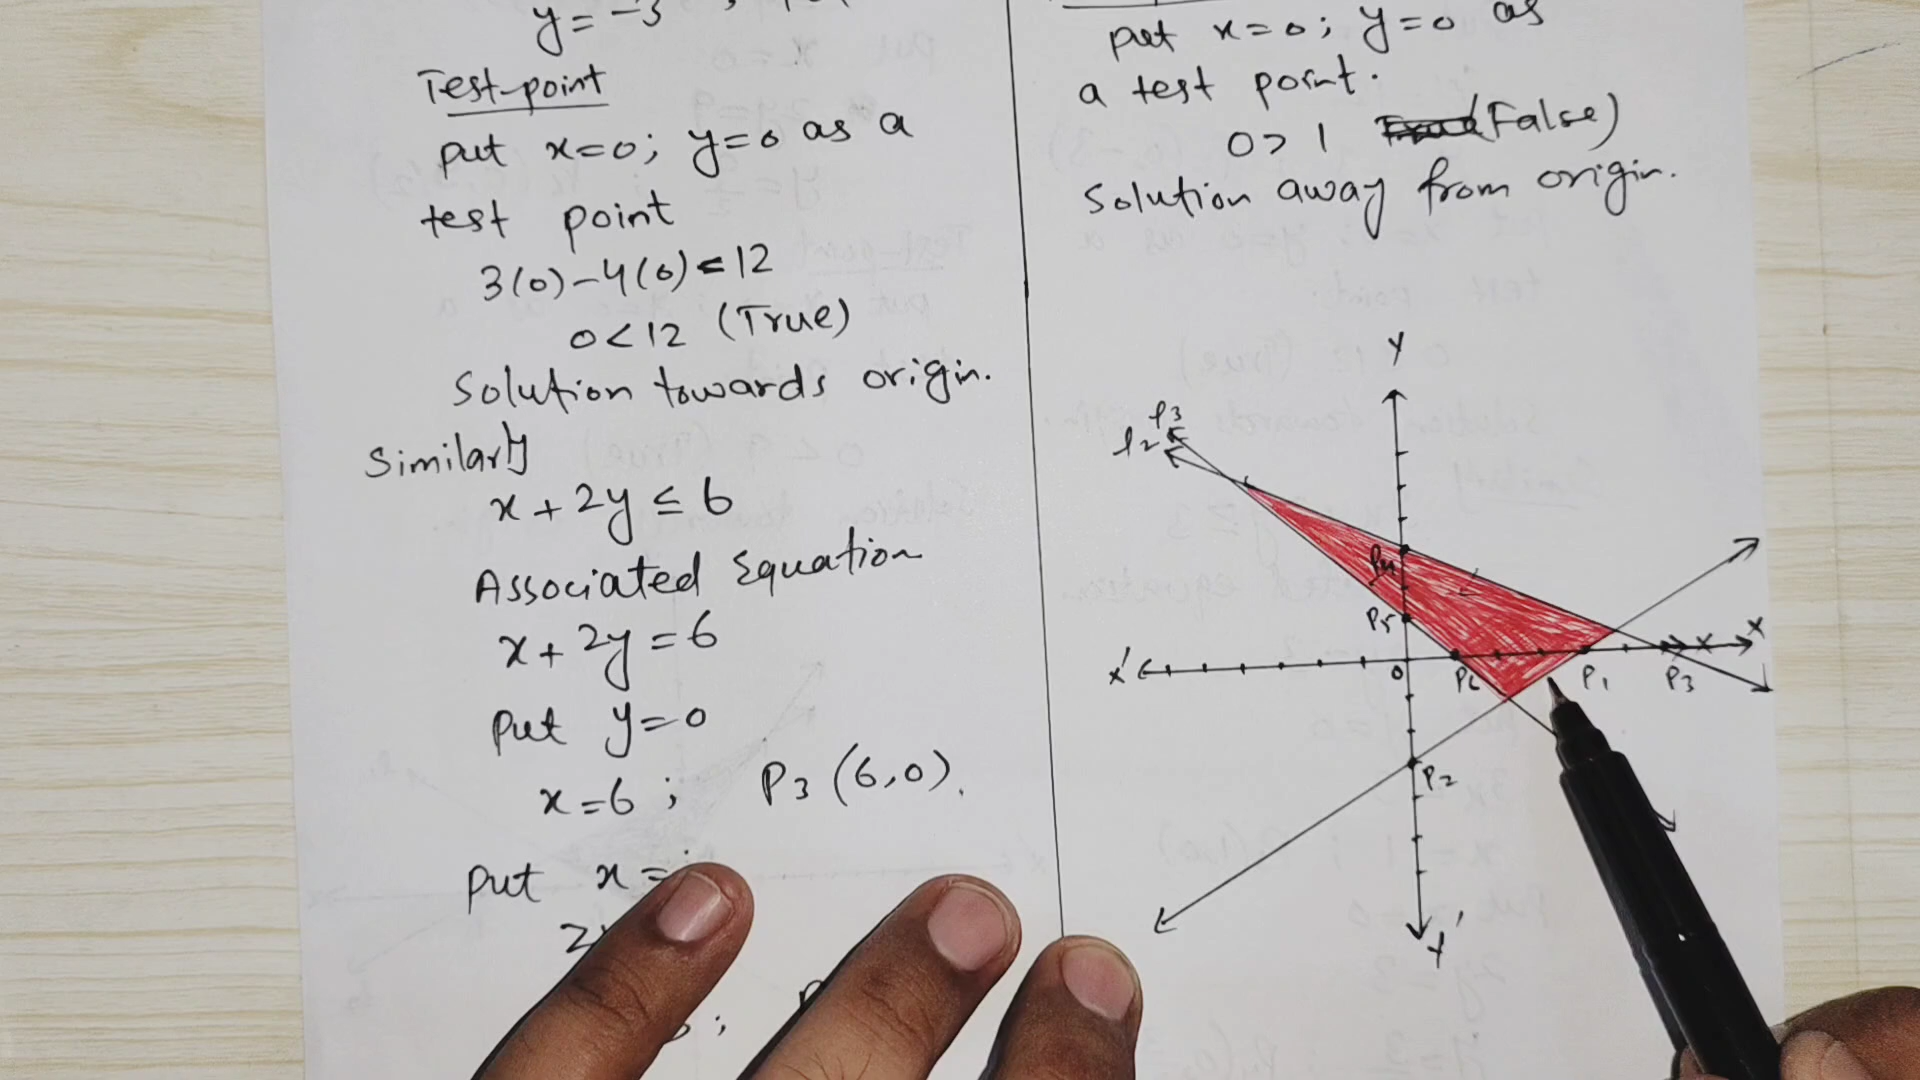 y = -3 ;
Test-point
put x=0; y=0 as a
test point
3(0)-4(0) < 12
0 < 12 (True)
Solution towards origin.
Similarly
x + 2y ≤ 6
Associated Equation
x + 2y = 6
Put y=0
x=6 ; P3 (6,0).
put x =
put x=0; y=0 as
a test point.
0 > 1 (False)
Solution away from origin.
Y
l3
l2
P4
P5
x' 0 P6 P1 P3 x X
P2
Y'